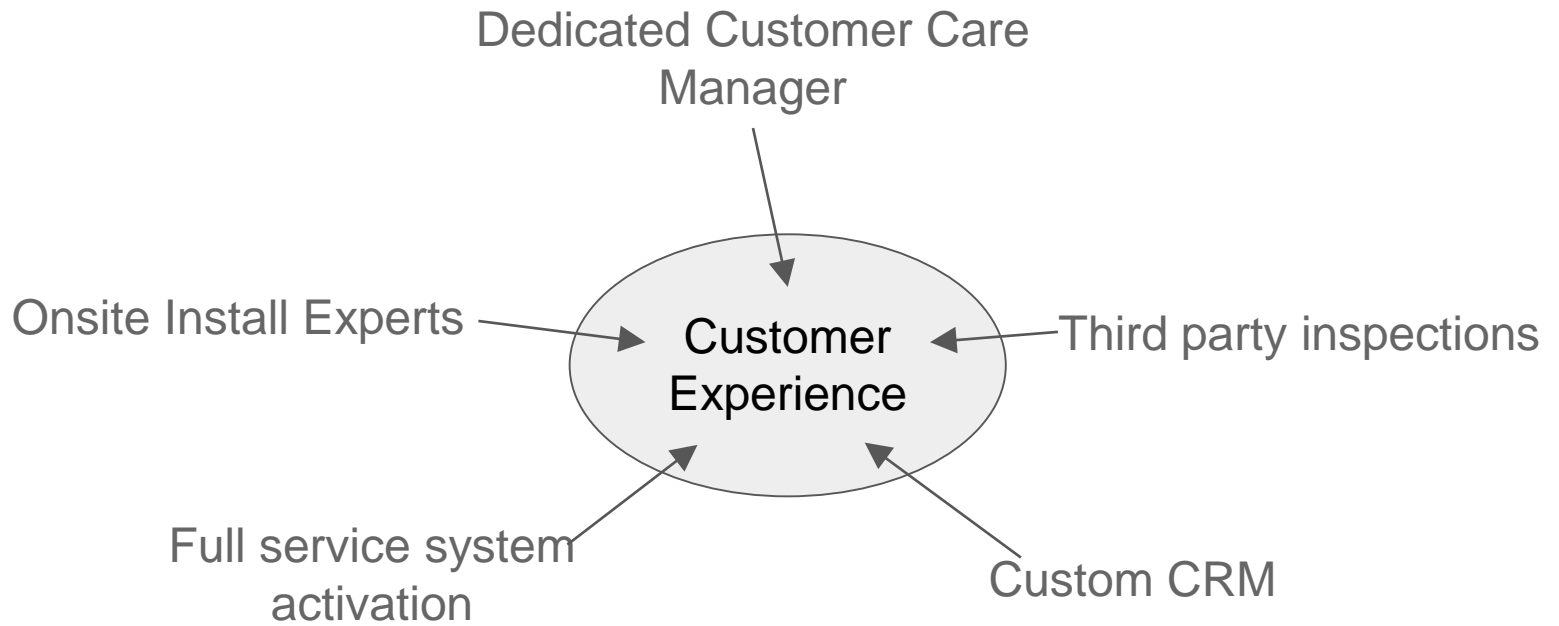 Dedicated Customer Care
Manager
Onsite Install Experts
Customer
Experience
Third party inspections
Full service system
activation
Custom CRM